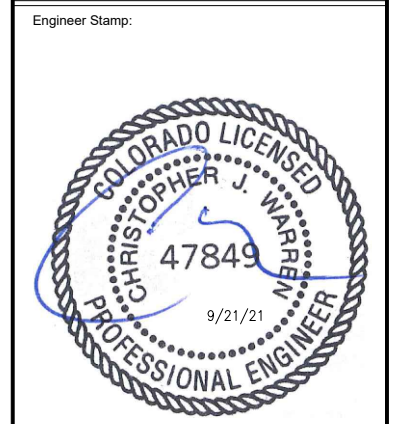 Engineer Stamp:
COLORADO LICENSED
CHRISTOPHER J. WARREN
47849
9/21/21
PROFESSIONAL ENGINEER